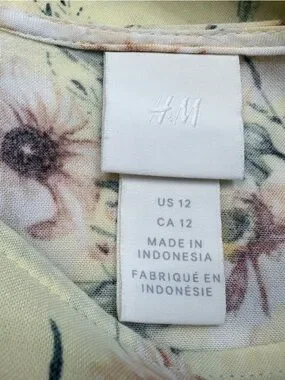 H&M
US 12
CA 12
MADE IN
INDONESIA
FABRIQUÉ EN
INDONÉSIE